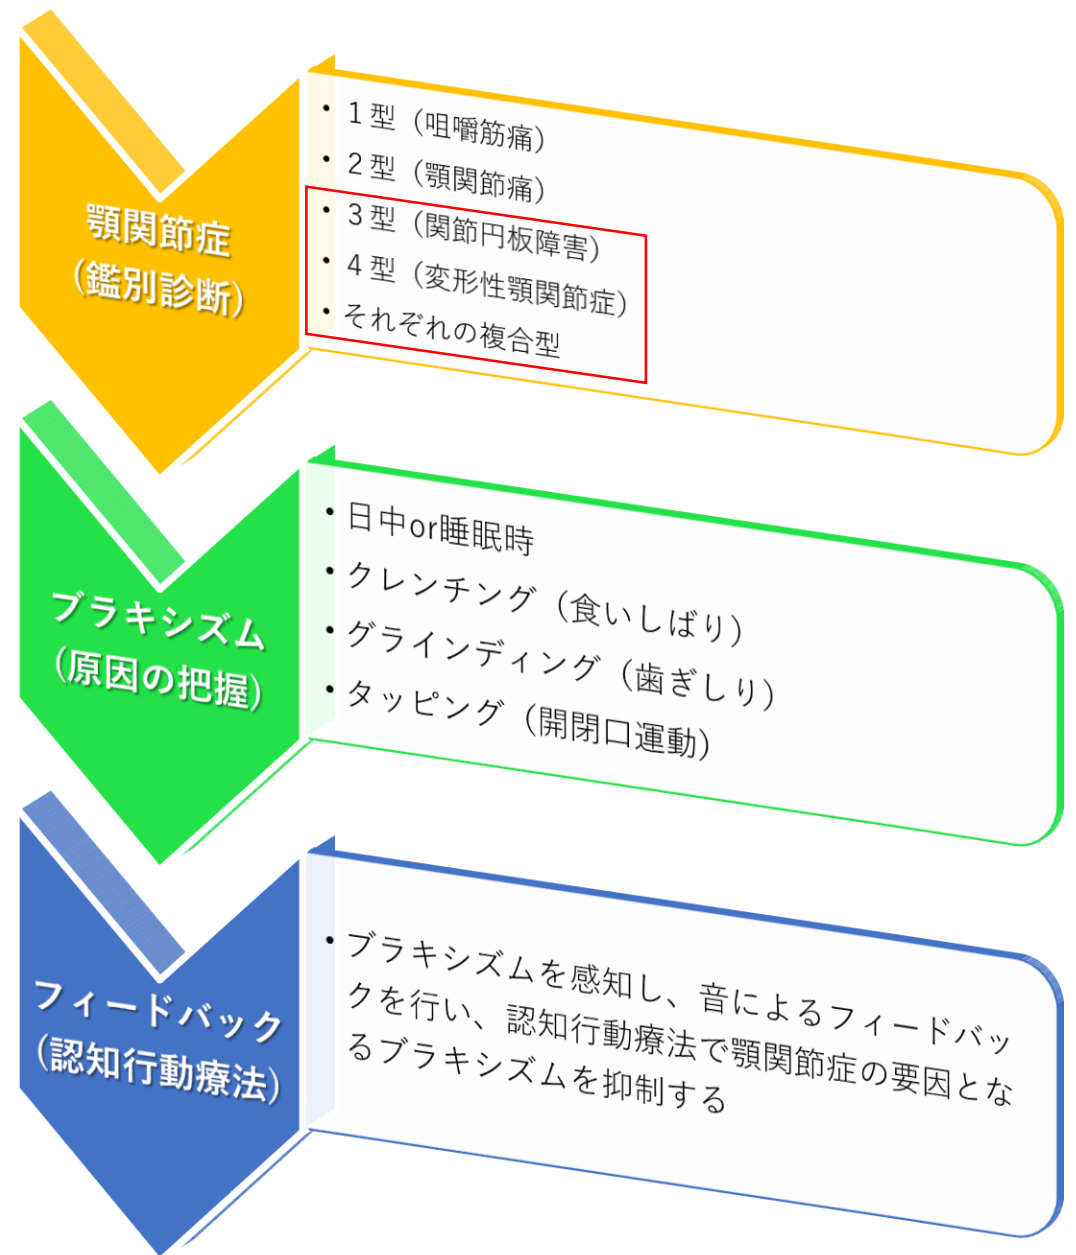 顎関節症
(鑑別診断)
• 1型（咀嚼筋痛）
• 2型（顎関節痛）
• 3型（関節円板障害）
• 4型（変形性顎関節症）
• それぞれの複合型
ブラキシズム
(原因の把握)
• 日中or睡眠時
• クレンチング（食いしばり）
• グラインディング（歯ぎしり）
• タッピング（開閉口運動）
フィードバック
(認知行動療法)
• ブラキシズムを感知し、音によるフィードバッ
クを行い、認知行動療法で顎関節症の要因とな
るブラキシズムを抑制する